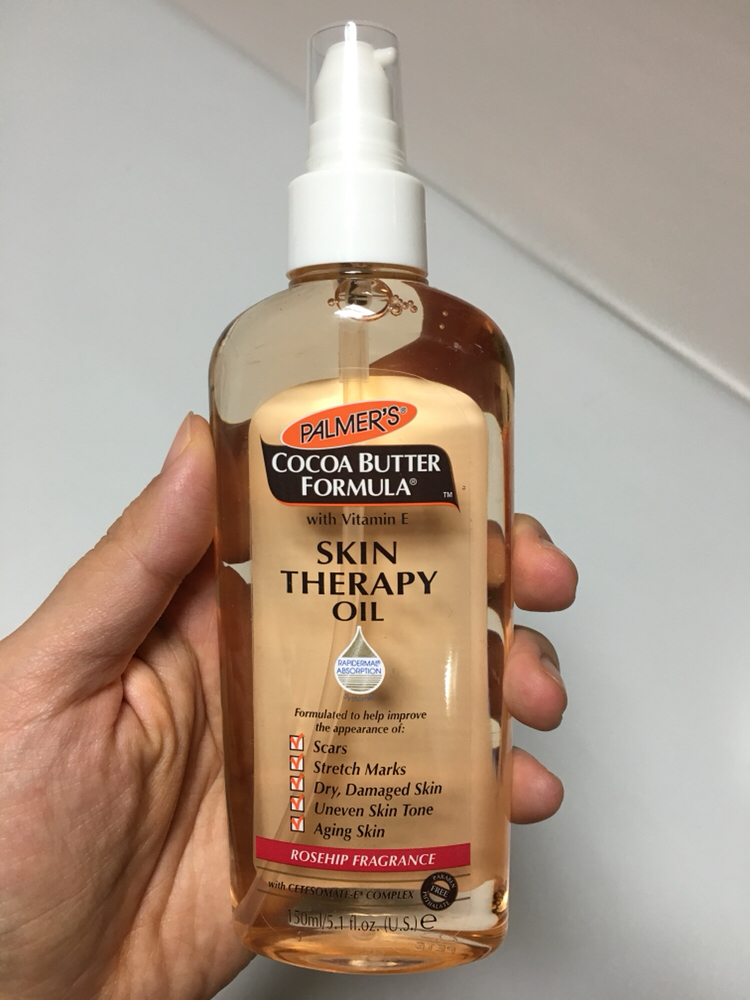 PALMER'S®
COCOA BUTTER
FORMULA®
TM
with Vitamin E
SKIN
THERAPY
OIL
RAPIDERMAL®
ABSORPTION
Formulated to help improve
the appearance of:
Scars
Stretch Marks
Dry, Damaged Skin
Uneven Skin Tone
Aging Skin
ROSEHIP FRAGRANCE
with CETESOMATE-E® COMPLEX
PARABEN
FREE
PHTHALATE
150ml/5.1 fl.oz. (U.S.) e